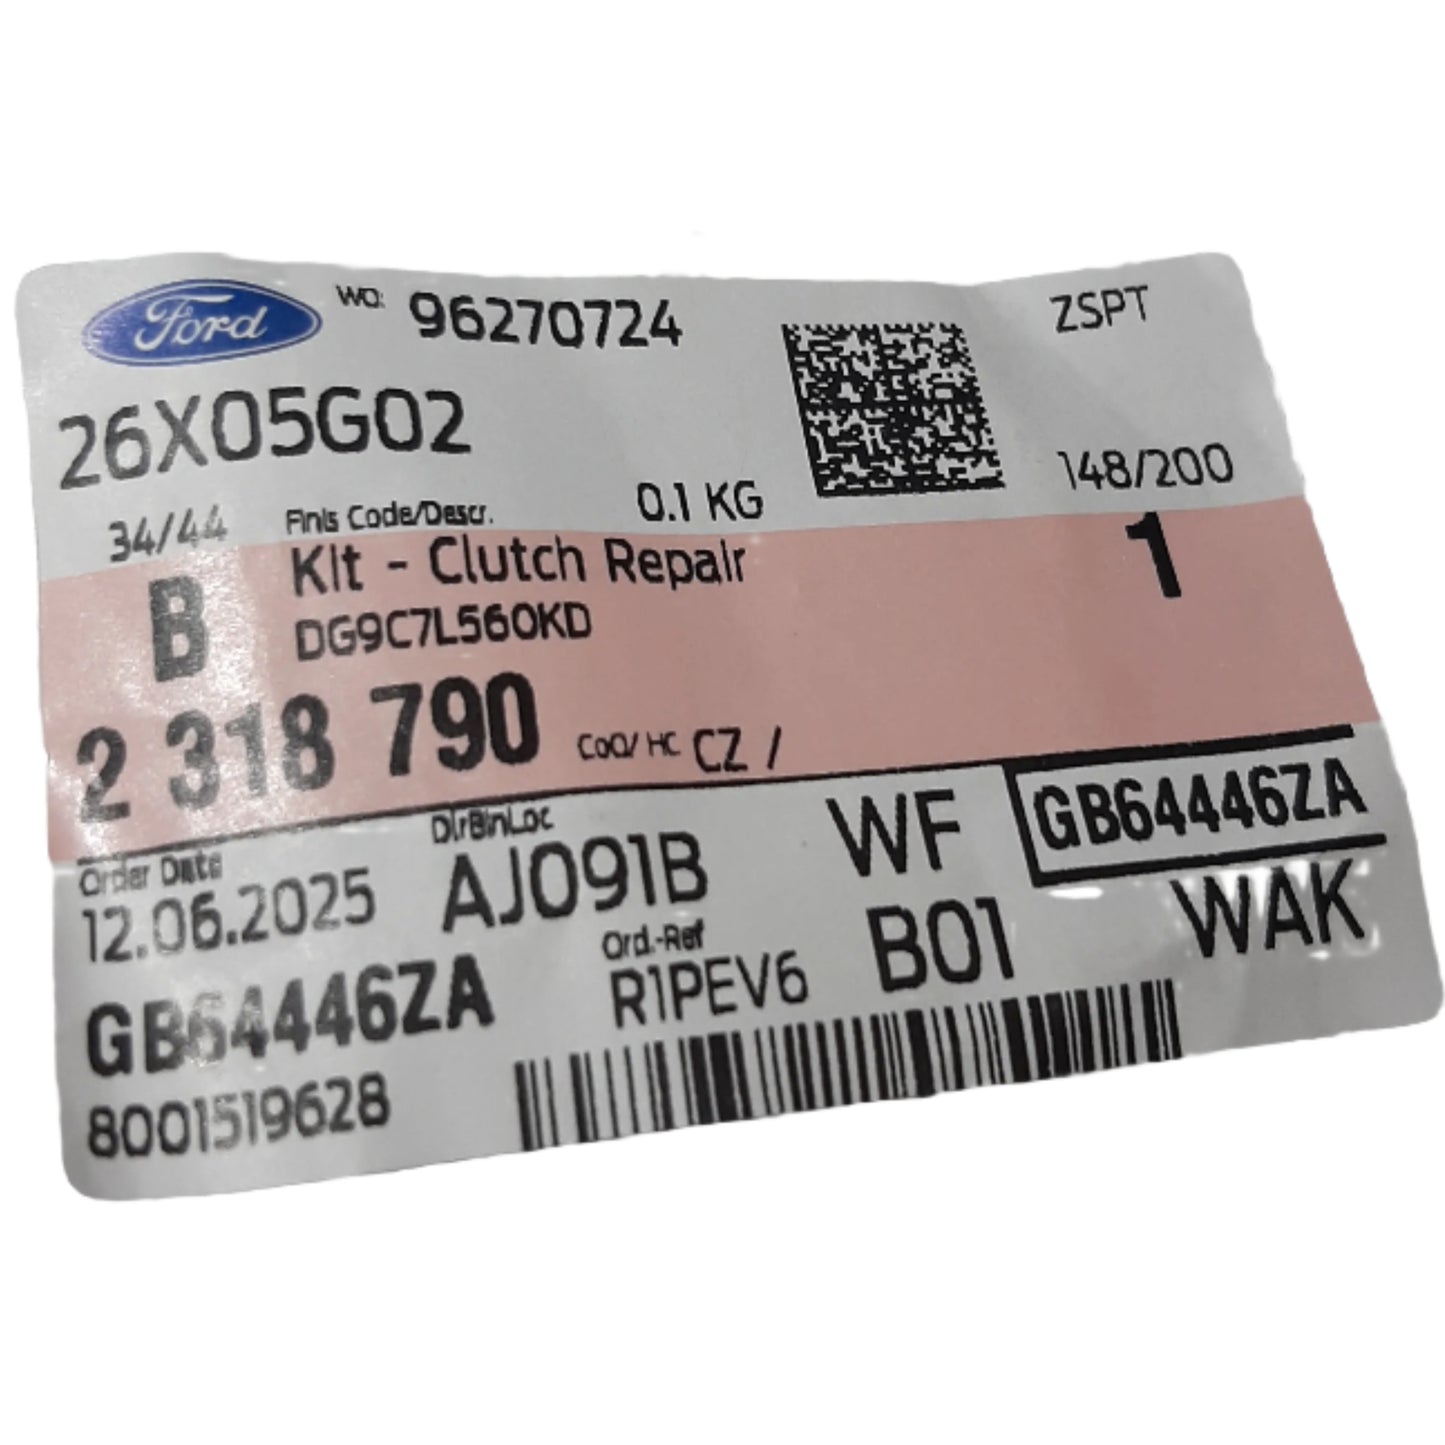 Ford WO: 96270724 ZSPT
26X05G02
34/44 Finis Code/Descr. 0.1 KG 148/200
B Kit - Clutch Repair 1
DG9C7L560KD
2 318 790 CoO/ HC CZ /
Order Date DlrBinLoc WF GB64446ZA
12.06.2025 AJ091B
Ord.-Ref B01 WAK
GB64446ZA R1PEV6
8001519628